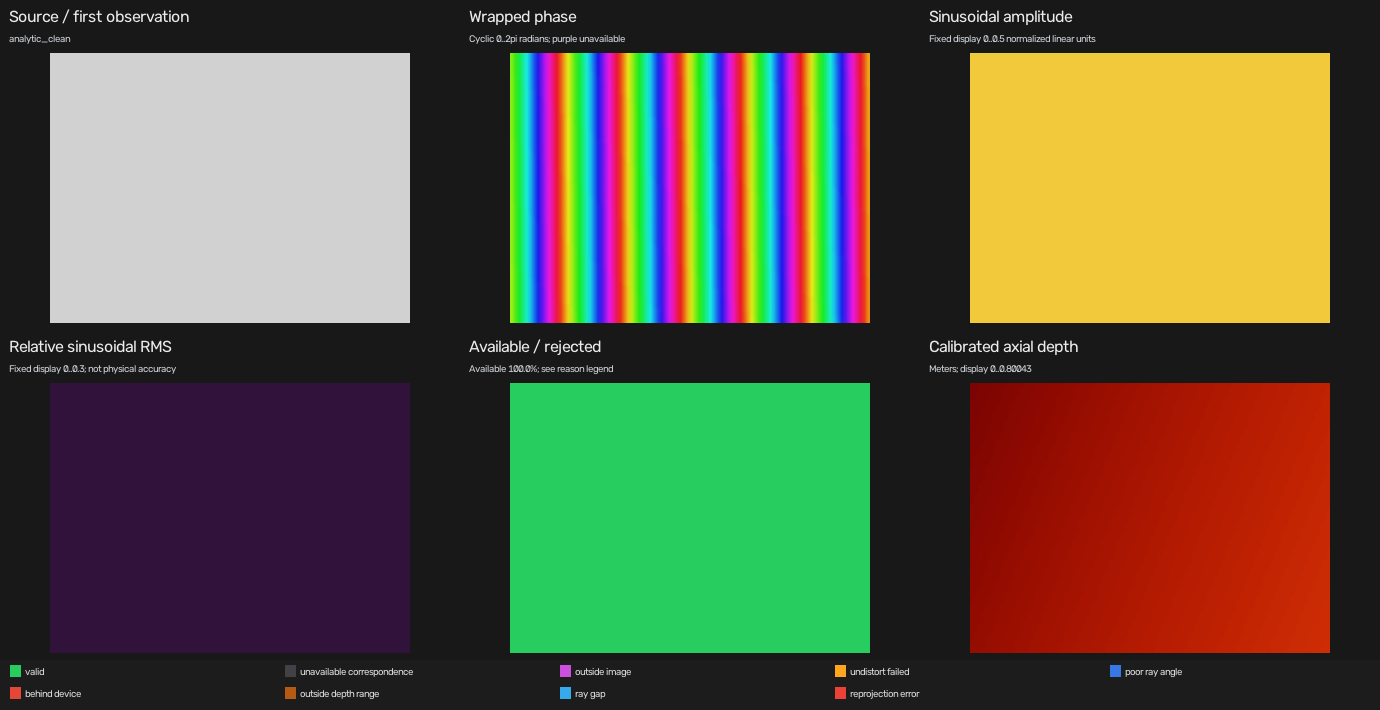 Source / first observation
analytic_clean
Wrapped phase
Cyclic 0..2pi radians; purple unavailable
Sinusoidal amplitude
Fixed display 0..0.5 normalized linear units
Relative sinusoidal RMS
Fixed display 0..0.3; not physical accuracy
Available / rejected
Available 100.0%; see reason legend
Calibrated axial depth
Meters; display 0..0.80043
valid
unavailable correspondence
outside image
undistort failed
poor ray angle
behind device
outside depth range
ray gap
reprojection error